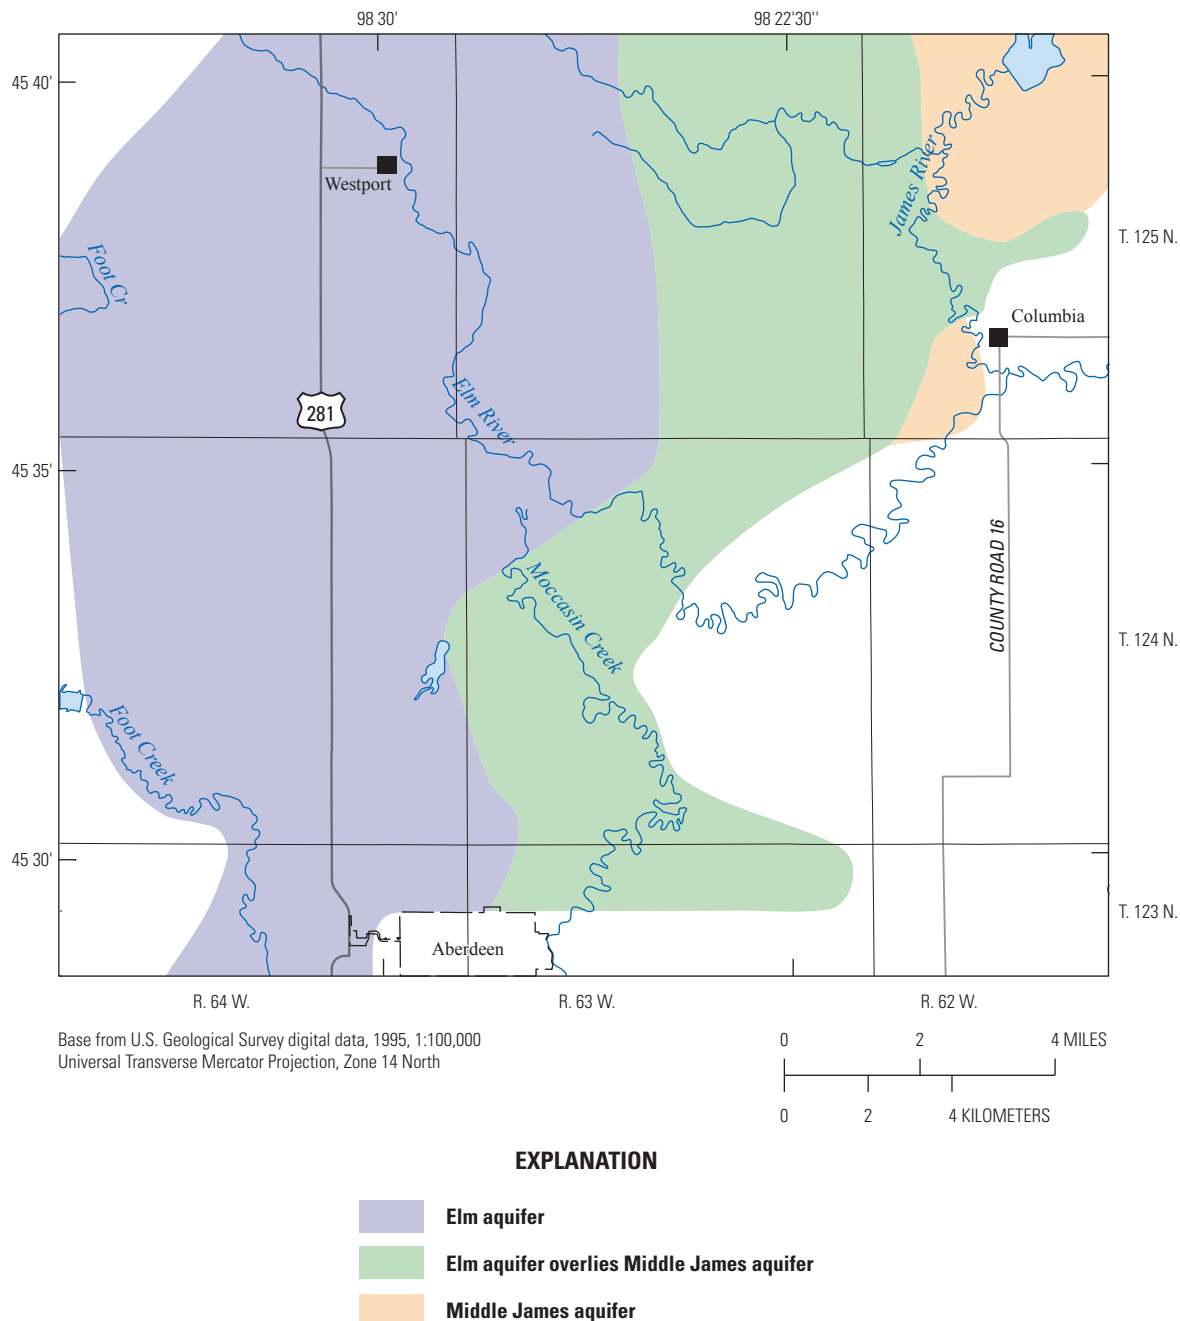 98 30'
98 22'30''
45 40'
Westport
James River
T. 125 N.
Foot Cr
Columbia
Elm River
281
45 35'
COUNTY ROAD 16
Moccasin Creek
T. 124 N.
Foot Creek
45 30'
T. 123 N.
Aberdeen
R. 64 W.
R. 63 W.
R. 62 W.
Base from U.S. Geological Survey digital data, 1995, 1:100,000
Universal Transverse Mercator Projection, Zone 14 North
0 2 4 MILES
0 2 4 KILOMETERS
EXPLANATION
Elm aquifer
Elm aquifer overlies Middle James aquifer
Middle James aquifer